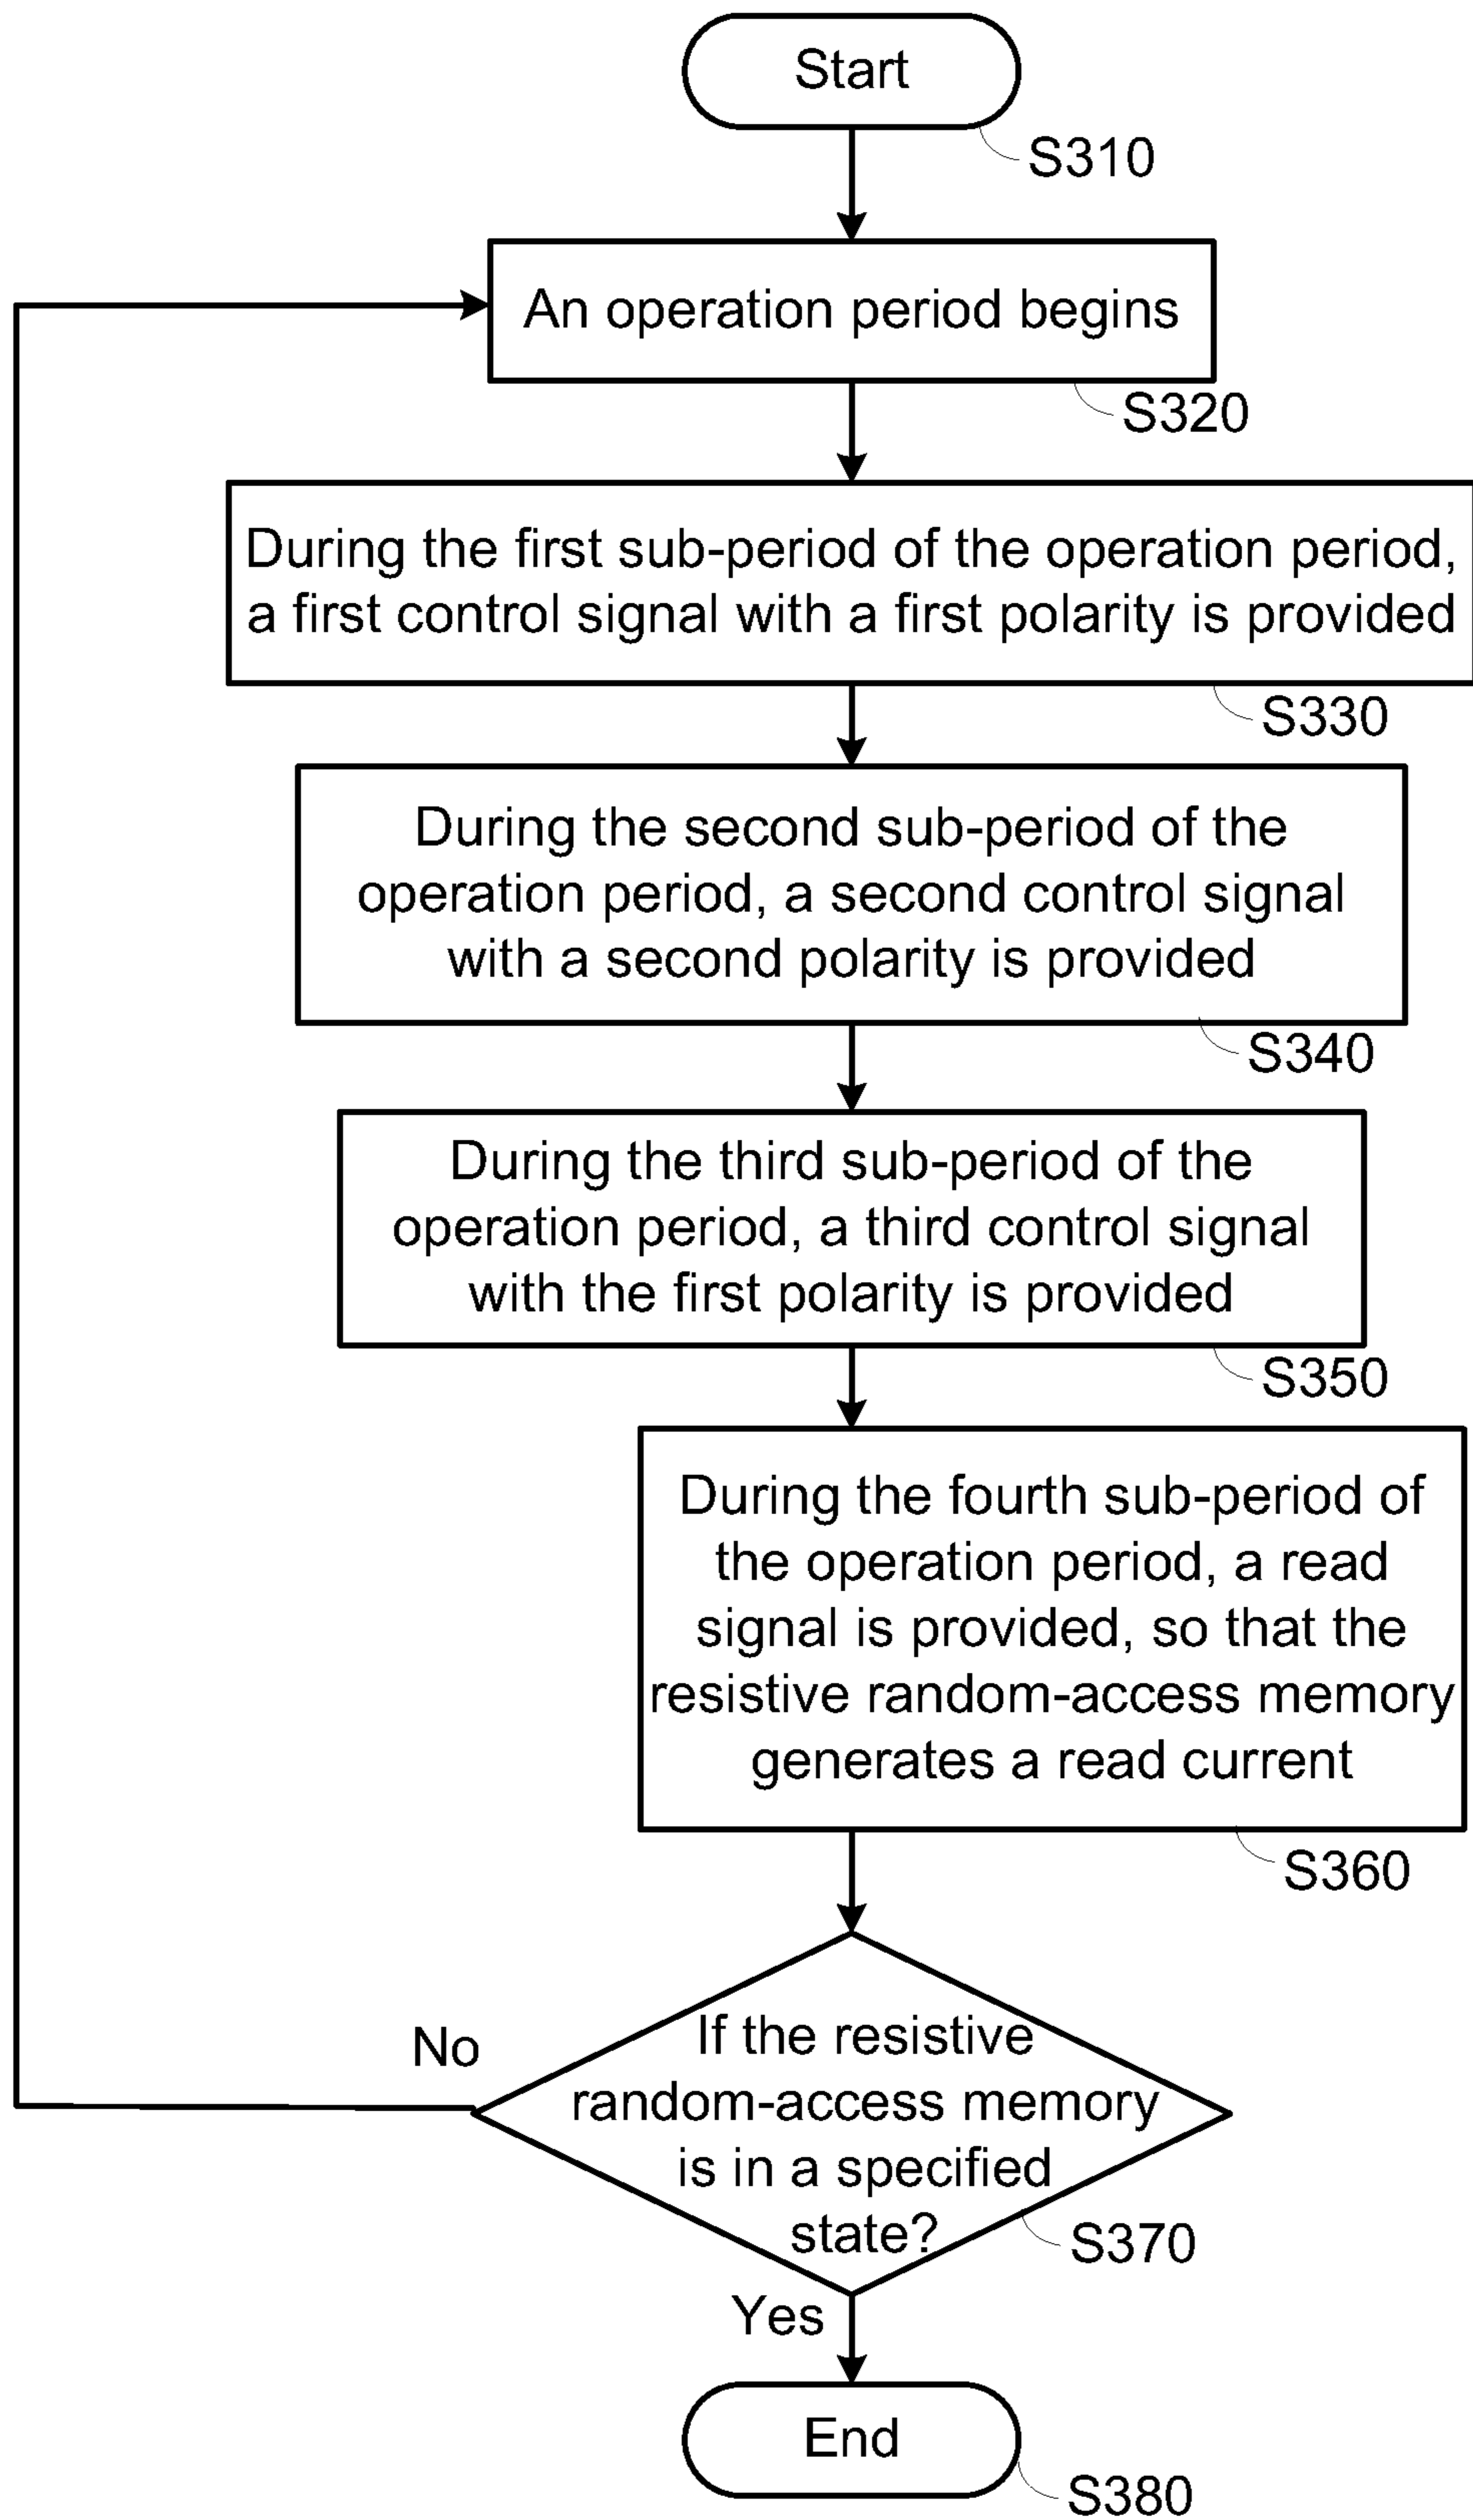 Start
S310
An operation period begins
S320
During the first sub-period of the operation period,
a first control signal with a first polarity is provided
S330
During the second sub-period of the
operation period, a second control signal
with a second polarity is provided
S340
During the third sub-period of the
operation period, a third control signal
with the first polarity is provided
S350
During the fourth sub-period of
the operation period, a read
signal is provided, so that the
resistive random-access memory
generates a read current
S360
No
If the resistive
random-access memory
is in a specified
state?
S370
Yes
End
S380